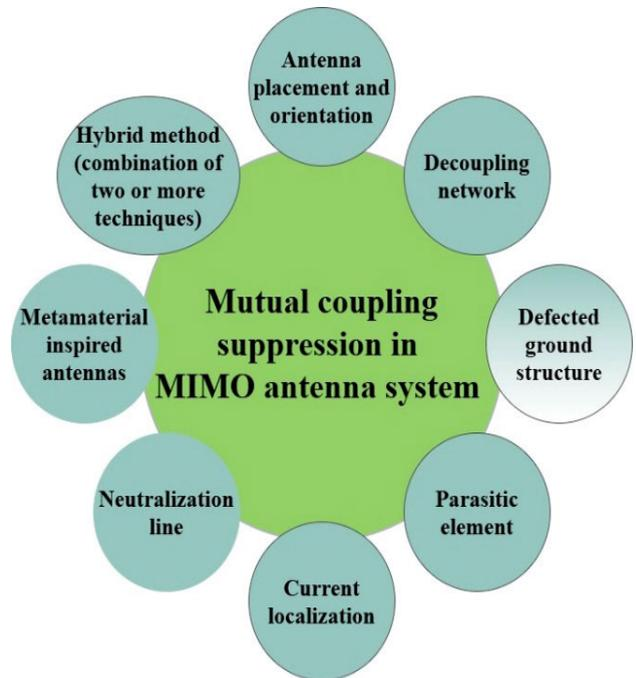 Antenna
placement and
orientation
Hybrid method
(combination of
two or more
techniques)
Decoupling
network
Mutual coupling
suppression in
MIMO antenna system
Metamaterial
inspired
antennas
Defected
ground
structure
Neutralization
line
Parasitic
element
Current
localization